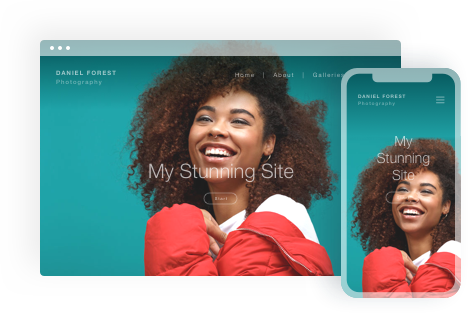 DANIEL FOREST
Photography
Home | About | Galleries
My Stunning Site
Start
DANIEL FOREST
Photography
My
Stunning
Site